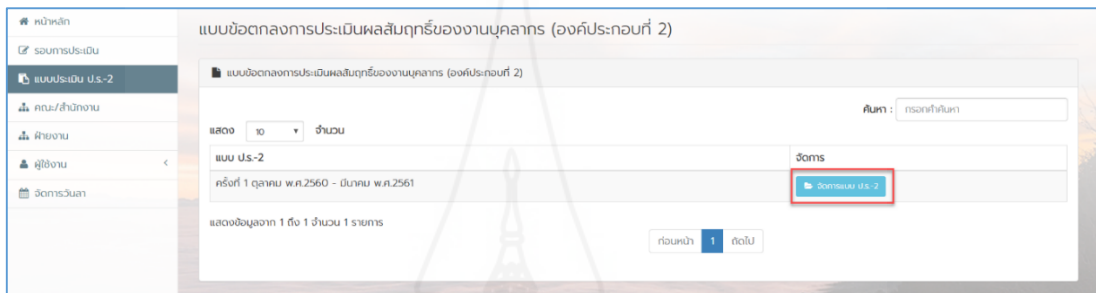 หน้าหลัก
รอบการประเมิน
แบบประเมิน ป.ร.-2
คณะ/สำนักงาน
ฝ่ายงาน
ผู้ใช้งาน
จัดการวันลา
แบบข้อตกลงการประเมินผลสัมฤทธิ์ของงานบุคลากร (องค์ประกอบที่ 2)
แบบข้อตกลงการประเมินผลสัมฤทธิ์ของงานบุคลากร (องค์ประกอบที่ 2)
ค้นหา : กรอกคำค้นหา
แสดง 10 จำนวน
แบบ ป.ร.-2 จัดการ
ครั้งที่ 1 ตุลาคม พ.ศ.2560 - มีนาคม พ.ศ.2561 จัดการแบบ ป.ร.-2
แสดงข้อมูลจาก 1 ถึง 1 จำนวน 1 รายการ
ก่อนหน้า 1 ถัดไป